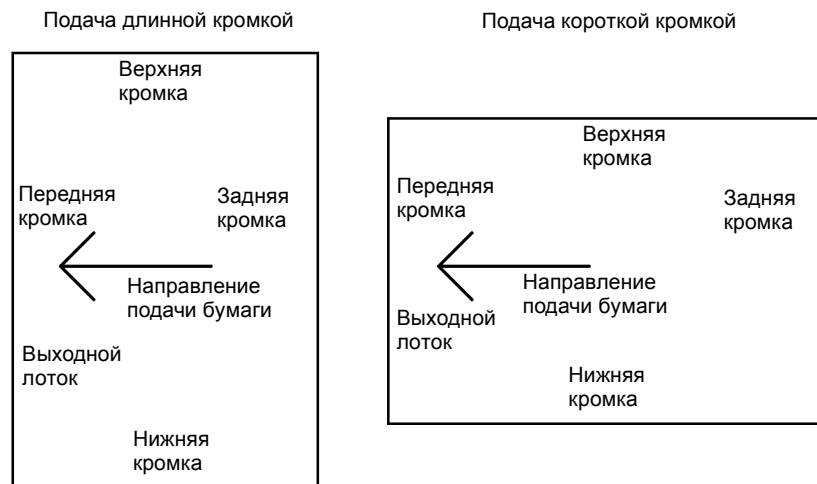 Подача длинной кромкой
Верхняя
кромка
Передняя
кромка
Задняя
кромка
Направление
подачи бумаги
Выходной
лоток
Нижняя
кромка
Подача короткой кромкой
Верхняя
кромка
Передняя
кромка
Задняя
кромка
Направление
подачи бумаги
Выходной
лоток
Нижняя
кромка